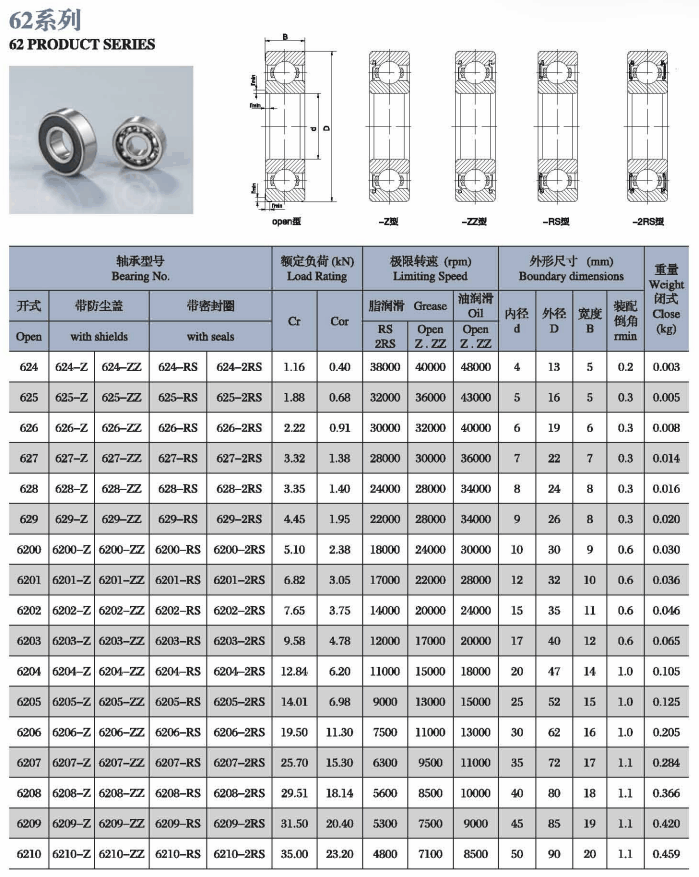 62系列
62 PRODUCT SERIES
B
rmin
rmin
d
D
rmin
rmin
open型
-Z型
-ZZ型
-RS型
-2RS型
轴承型号 额定负荷 (kN) 极限转速 (rpm) 外形尺寸 (mm) 重量
Bearing No. Load Rating Limiting Speed Boundary dimensions Weight
开式 带防尘盖 带密封圈 Cr Cor 脂润滑 Grease 油润滑 Oil 内径 d 外径 D 宽度 B 装配倒角 rmin 闭式 Close (kg)
Open with shields with seals RS 2RS Open Z . ZZ Open Z . ZZ
624 624-Z 624-ZZ 624-RS 624-2RS 1.16 0.40 38000 40000 48000 4 13 5 0.2 0.003
625 625-Z 625-ZZ 625-RS 625-2RS 1.88 0.68 32000 36000 43000 5 16 5 0.3 0.005
626 626-Z 626-ZZ 626-RS 626-2RS 2.22 0.91 30000 32000 40000 6 19 6 0.3 0.008
627 627-Z 627-ZZ 627-RS 627-2RS 3.32 1.38 28000 30000 36000 7 22 7 0.3 0.014
628 628-Z 628-ZZ 628-RS 628-2RS 3.35 1.40 24000 28000 34000 8 24 8 0.3 0.016
629 629-Z 629-ZZ 629-RS 629-2RS 4.45 1.95 22000 28000 34000 9 26 8 0.3 0.020
6200 6200-Z 6200-ZZ 6200-RS 6200-2RS 5.10 2.38 18000 24000 30000 10 30 9 0.6 0.030
6201 6201-Z 6201-ZZ 6201-RS 6201-2RS 6.82 3.05 17000 22000 28000 12 32 10 0.6 0.036
6202 6202-Z 6202-ZZ 6202-RS 6202-2RS 7.65 3.75 14000 20000 24000 15 35 11 0.6 0.046
6203 6203-Z 6203-ZZ 6203-RS 6203-2RS 9.58 4.78 12000 17000 20000 17 40 12 0.6 0.065
6204 6204-Z 6204-ZZ 6204-RS 6204-2RS 12.84 6.20 11000 15000 18000 20 47 14 1.0 0.105
6205 6205-Z 6205-ZZ 6205-RS 6205-2RS 14.01 6.98 9000 13000 15000 25 52 15 1.0 0.125
6206 6206-Z 6206-ZZ 6206-RS 6206-2RS 19.50 11.30 7500 11000 13000 30 62 16 1.0 0.205
6207 6207-Z 6207-ZZ 6207-RS 6207-2RS 25.70 15.30 6300 9500 11000 35 72 17 1.1 0.284
6208 6208-Z 6208-ZZ 6208-RS 6208-2RS 29.51 18.14 5600 8500 10000 40 80 18 1.1 0.366
6209 6209-Z 6209-ZZ 6209-RS 6209-2RS 31.50 20.40 5300 7500 9000 45 85 19 1.1 0.420
6210 6210-Z 6210-ZZ 6210-RS 6210-2RS 35.00 23.20 4800 7100 8500 50 90 20 1.1 0.459